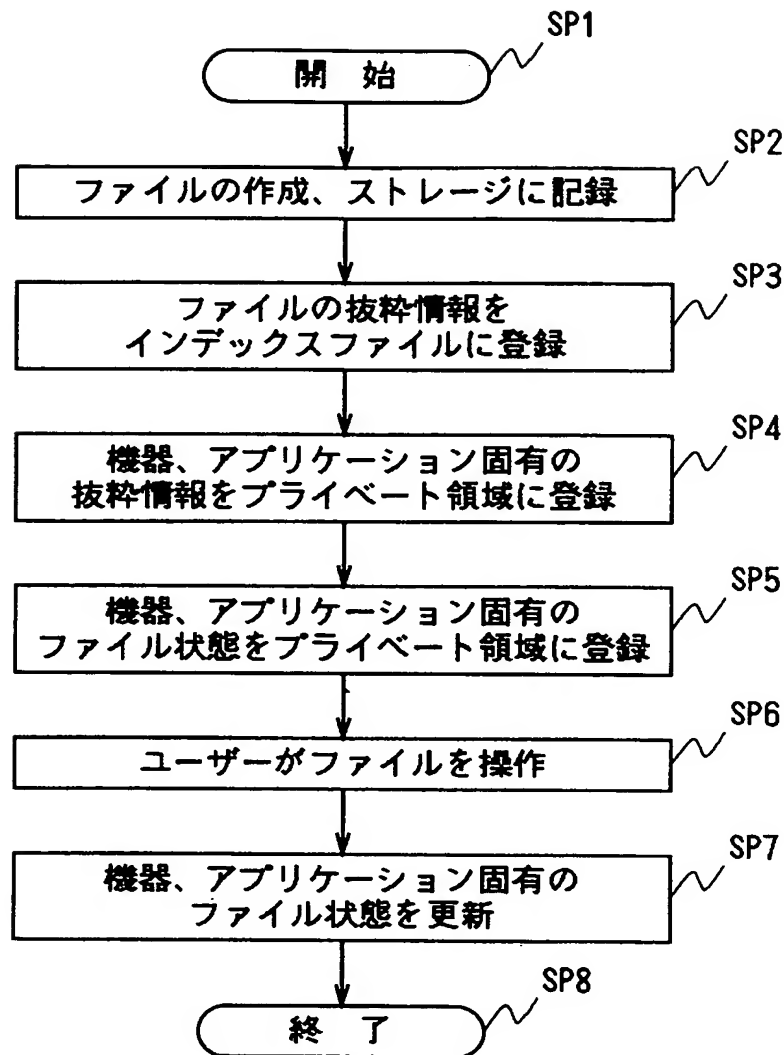 SP1
開 始
SP2
ファイルの作成、ストレージに記録
SP3
ファイルの抜粋情報を
インデックスファイルに登録
SP4
機器、アプリケーション固有の
抜粋情報をプライベート領域に登録
SP5
機器、アプリケーション固有の
ファイル状態をプライベート領域に登録
SP6
ユーザーがファイルを操作
SP7
機器、アプリケーション固有の
ファイル状態を更新
SP8
終 了